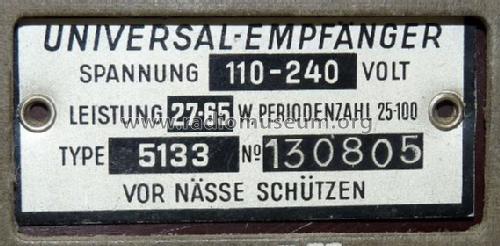 UNIVERSAL-EMPFÄNGER
SPANNUNG 110-240 VOLT
LEISTUNG 27-65 W. PERIODENZAHL 25-100
www.radiomuseum.org
TYPE 5133 No 130805
VOR NÄSSE SCHÜTZEN